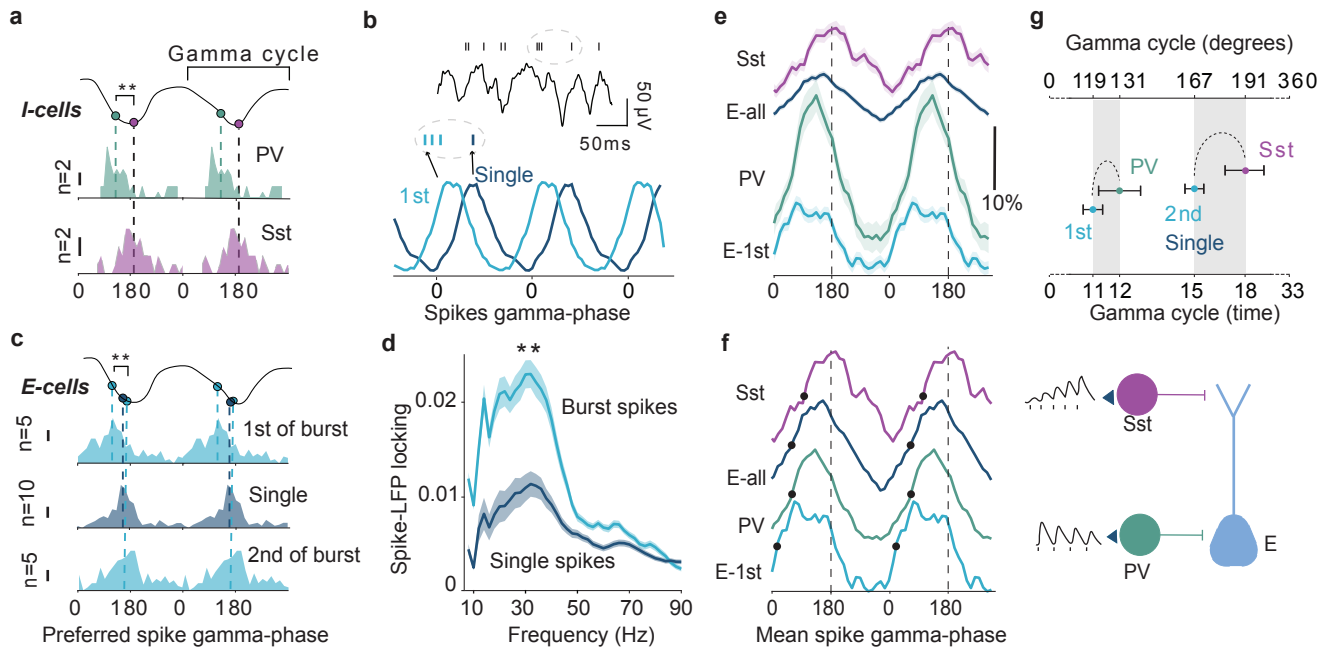 a
Gamma cycle
**
I-cells
PV
n=2
Sst
n=2
0 180 0 180
b
50 µV
50ms
Single
1st
0 0 0 0
Spikes gamma-phase
c
**
E-cells
1st of burst
n=5
Single
n=10
2nd of burst
n=5
0 180 0 180
Preferred spike gamma-phase
d
**
Burst spikes
Single spikes
Spike-LFP locking
0.02
0.01
0
10 30 50 70 90
Frequency (Hz)
e
Sst
E-all
PV
E-1st
10%
0 180 0 180
f
Sst
E-all
PV
E-1st
0 180 0 180
Mean spike gamma-phase
g
Gamma cycle (degrees)
0 119 131 167 191 360
PV
Sst
1st
2nd
Single
0 11 12 15 18 33
Gamma cycle (time)
Sst
PV
E